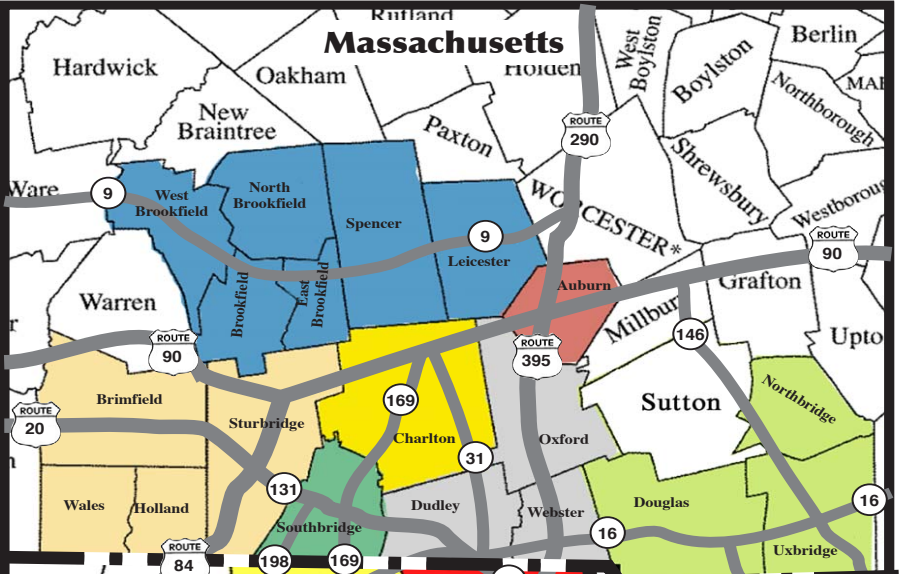 Rutland
Massachusetts
Berlin
West
Boylston
Boylston
Hardwick
Oakham
Holden
Northborough
New
Braintree
Paxton
ROUTE
290
Shrewsbury
Ware
9
West
Brookfield
North
Brookfield
Spencer
WORCESTER*
9
Leicester
ROUTE
90
Brookfield
East
Brookfield
Auburn
Grafton
Warren
146
ROUTE
90
ROUTE
395
Sutton
Brimfield
169
Northbridge
ROUTE
20
Sturbridge
Charlton
Oxford
31
131
Wales
Holland
Dudley
Webster
Douglas
16
Southbridge
16
Uxbridge
ROUTE
84
198
169